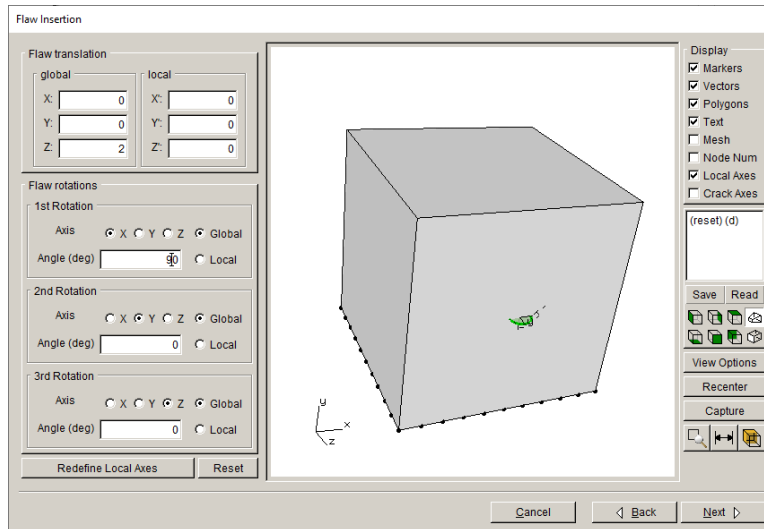 Flaw Insertion
Flaw translation
global
X: 0
Y: 0
Z: 2
local
X': 0
Y': 0
Z': 0
Flaw rotations
1st Rotation
Axis X Y Z Global
Angle (deg) 90 Local
2nd Rotation
Axis X Y Z Global
Angle (deg) 0 Local
3rd Rotation
Axis X Y Z Global
Angle (deg) 0 Local
Redefine Local Axes Reset
y
x
z
Display
Markers
Vectors
Polygons
Text
Mesh
Node Num
Local Axes
Crack Axes
(reset) (d)
Save Read
View Options
Recenter
Capture
Cancel Back Next